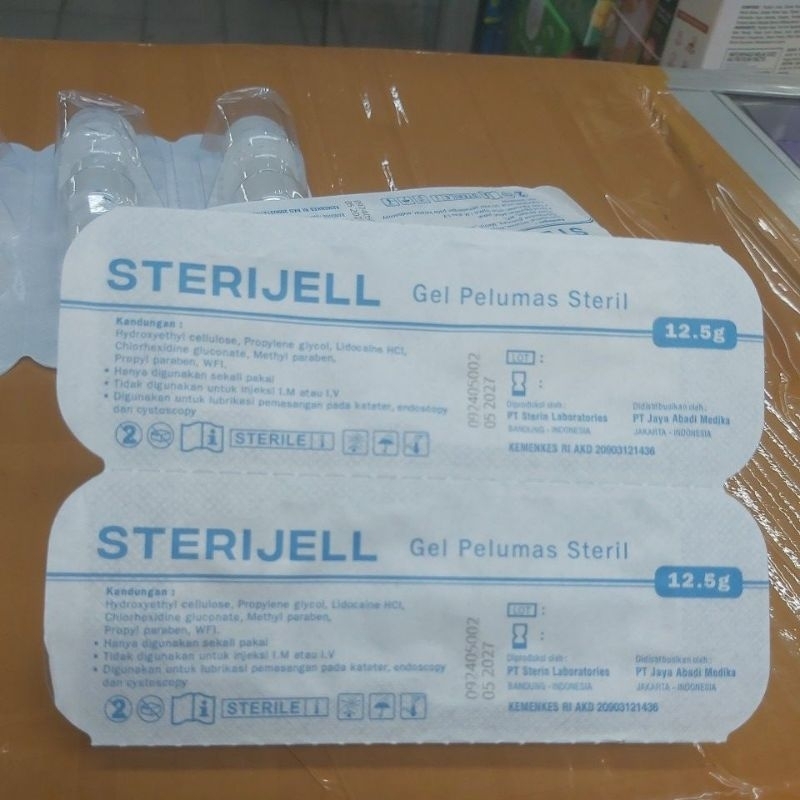 STERIJELL Gel Pelumas Steril
12.5g
Kandungan :
Hydroxyethyl cellulose, Propylene glycol, Lidocaine HCl,
Chlorhexidine gluconate, Methyl paraben,
Propyl paraben, WFI.
• Hanya digunakan sekali pakai
• Tidak digunakan untuk injeksi I.M atau I.V
• Digunakan untuk lubrikasi pemasangan pada kateter, endoscopy
dan cystoscopy
2 STERILE
092405002
05 2027
LOT :
:
Diproduksi oleh :
PT Sterin Laboratories
BANDUNG - INDONESIA
Didistribusikan oleh :
PT Jaya Abadi Medika
JAKARTA - INDONESIA
KEMENKES RI AKD 20903121436
STERIJELL Gel Pelumas Steril
12.5g
Kandungan :
Hydroxyethyl cellulose, Propylene glycol, Lidocaine HCl,
Chlorhexidine gluconate, Methyl paraben,
Propyl paraben, WFI.
• Hanya digunakan sekali pakai
• Tidak digunakan untuk injeksi I.M atau I.V
• Digunakan untuk lubrikasi pemasangan pada kateter, endoscopy
dan cystoscopy
2 STERILE
092405002
05 2027
LOT :
:
Diproduksi oleh :
PT Sterin Laboratories
BANDUNG - INDONESIA
Didistribusikan oleh :
PT Jaya Abadi Medika
JAKARTA - INDONESIA
KEMENKES RI AKD 20903121436